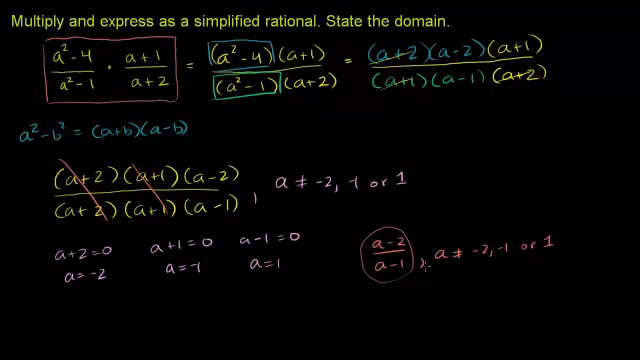 Multiply and express as a simplified rational. State the domain.
(a² - 4)/(a² - 1) · (a + 1)/(a + 2) = ((a² - 4)(a + 1))/((a² - 1)(a + 2)) = ((a+2)(a-2)(a+1))/((a+1)(a-1)(a+2))
a² - b² = (a+b)(a-b)
((a+2)(a+1)(a-2))/((a+2)(a+1)(a-1)), a ≠ -2, -1 or 1
a+2=0 a+1=0 a-1=0
a=-2 a=-1 a=1
(a-2)/(a-1), a ≠ -2, -1 or 1